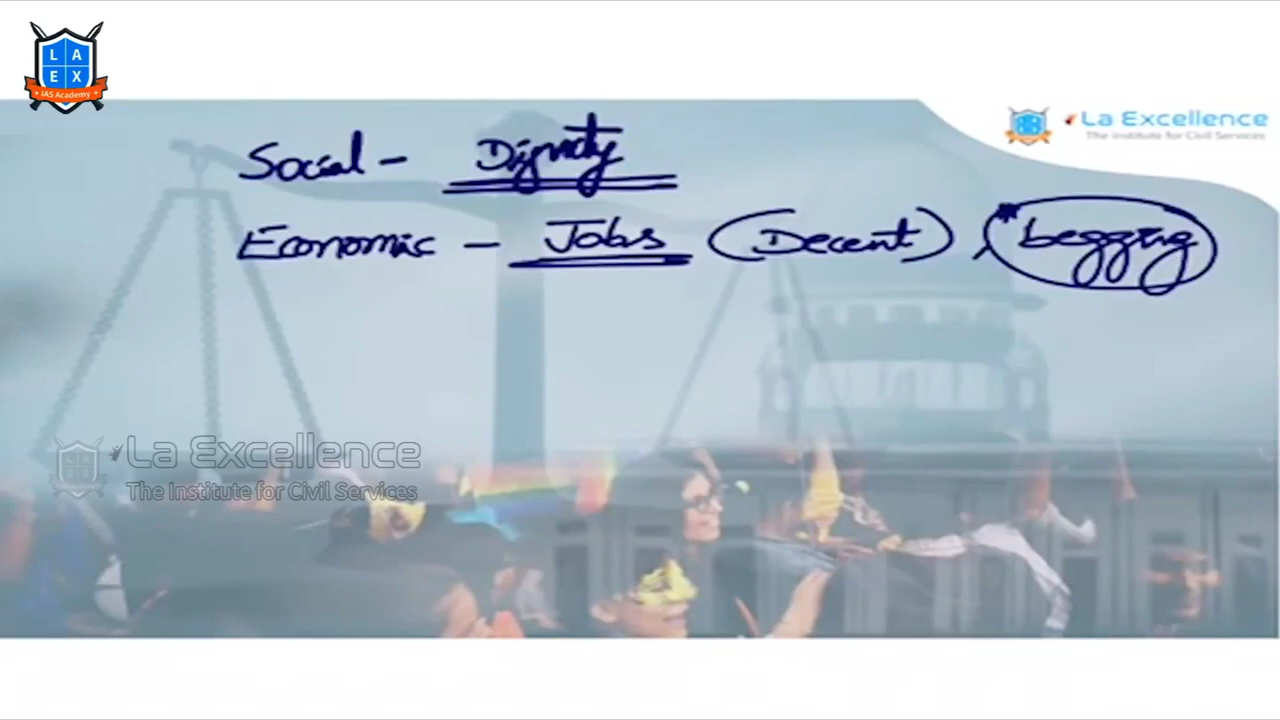 L A
E X
IAS Academy
La Excellence
The Institute for Civil Services
Social - Dignity
Economic - Jobs (Decent), *begging
La Excellence
The Institute for Civil Services